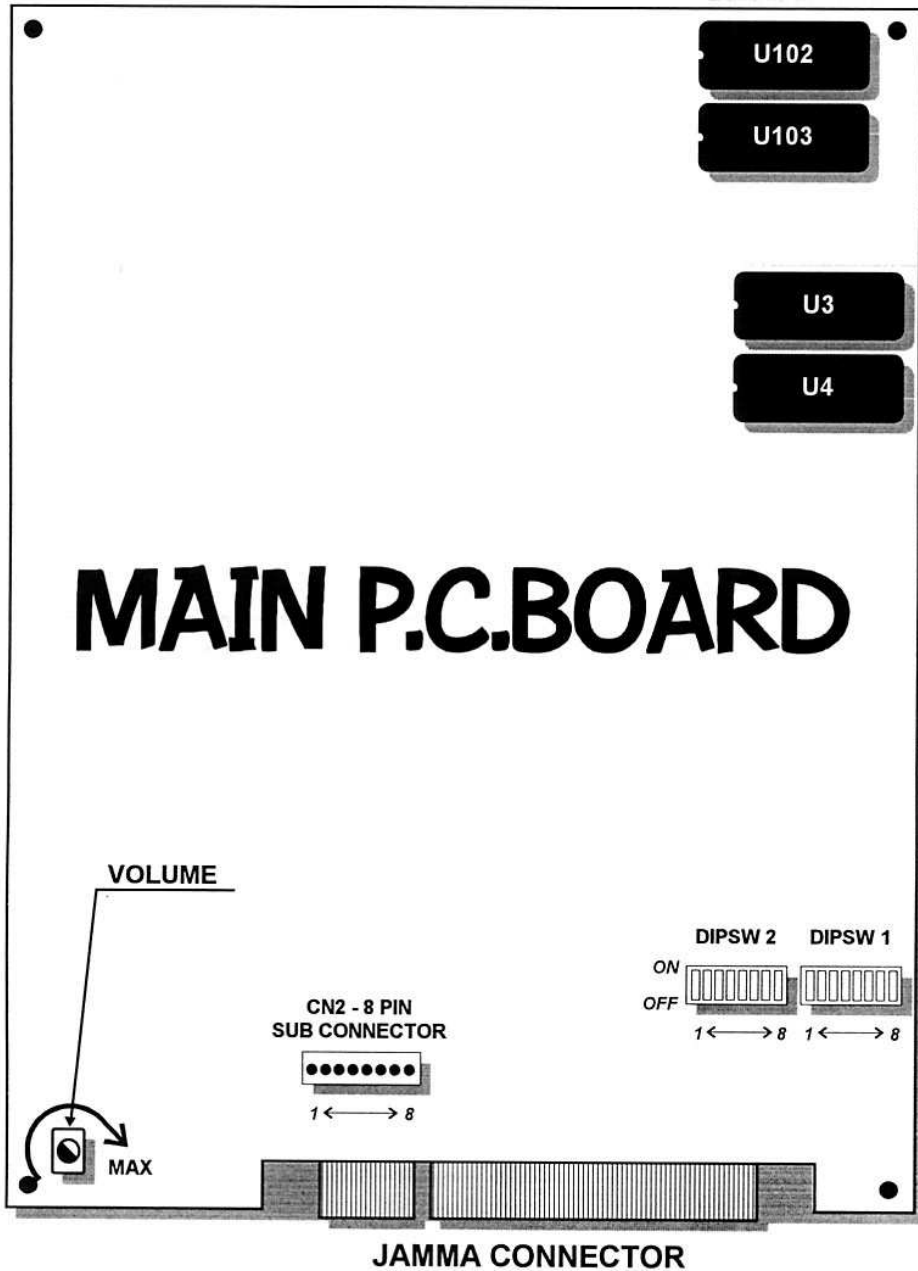 U102
U103
U3
U4
MAIN P.C.BOARD
VOLUME
DIPSW 2 DIPSW 1
ON
OFF
1 8 1 8
CN2 - 8 PIN
SUB CONNECTOR
1 8
MAX
JAMMA CONNECTOR